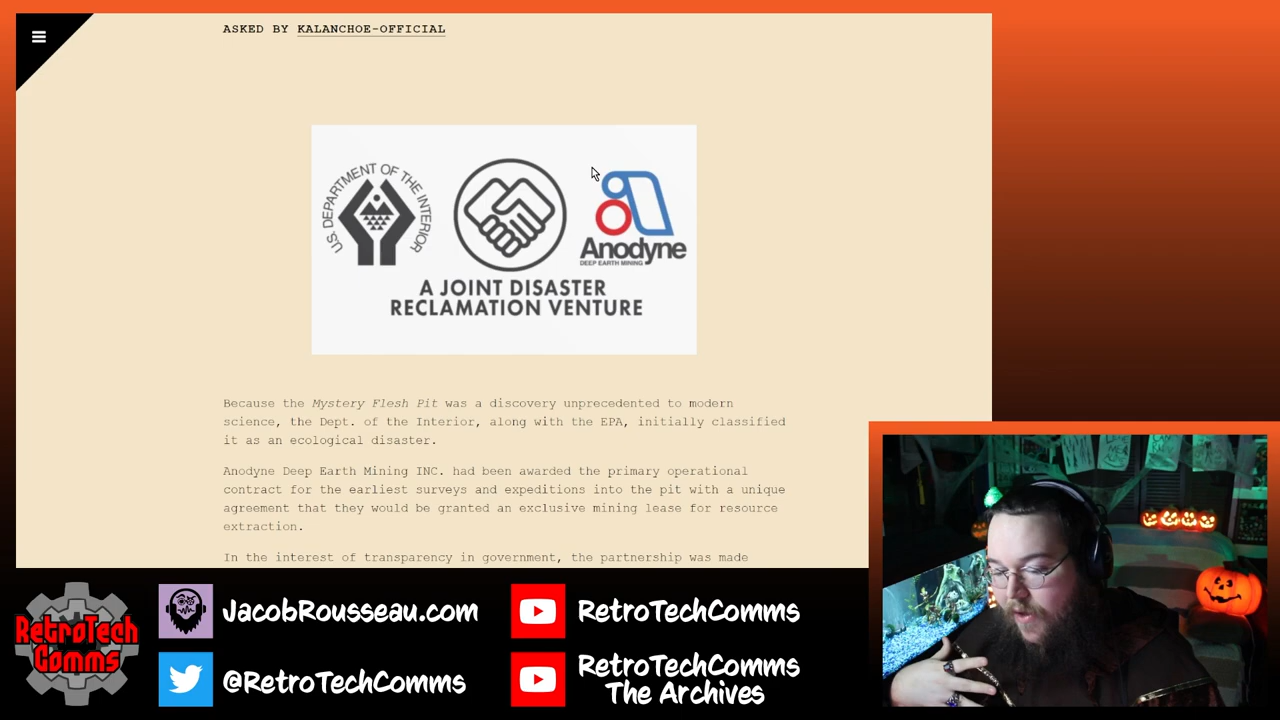 ASKED BY KALANCHOE-OFFICIAL
U.S. DEPARTMENT OF THE INTERIOR
Anodyne
DEEP EARTH MINING
A JOINT DISASTER
RECLAMATION VENTURE
Because the Mystery Flesh Pit was a discovery unprecedented to modern
science, the Dept. of the Interior, along with the EPA, initially classified
it as an ecological disaster.
Anodyne Deep Earth Mining INC. had been awarded the primary operational
contract for the earliest surveys and expeditions into the pit with a unique
agreement that they would be granted an exclusive mining lease for resource
extraction.
In the interest of transparency in government, the partnership was made
RetroTech
Comms
JacobRousseau.com
@RetroTechComms
RetroTechComms
RetroTechComms
The Archives